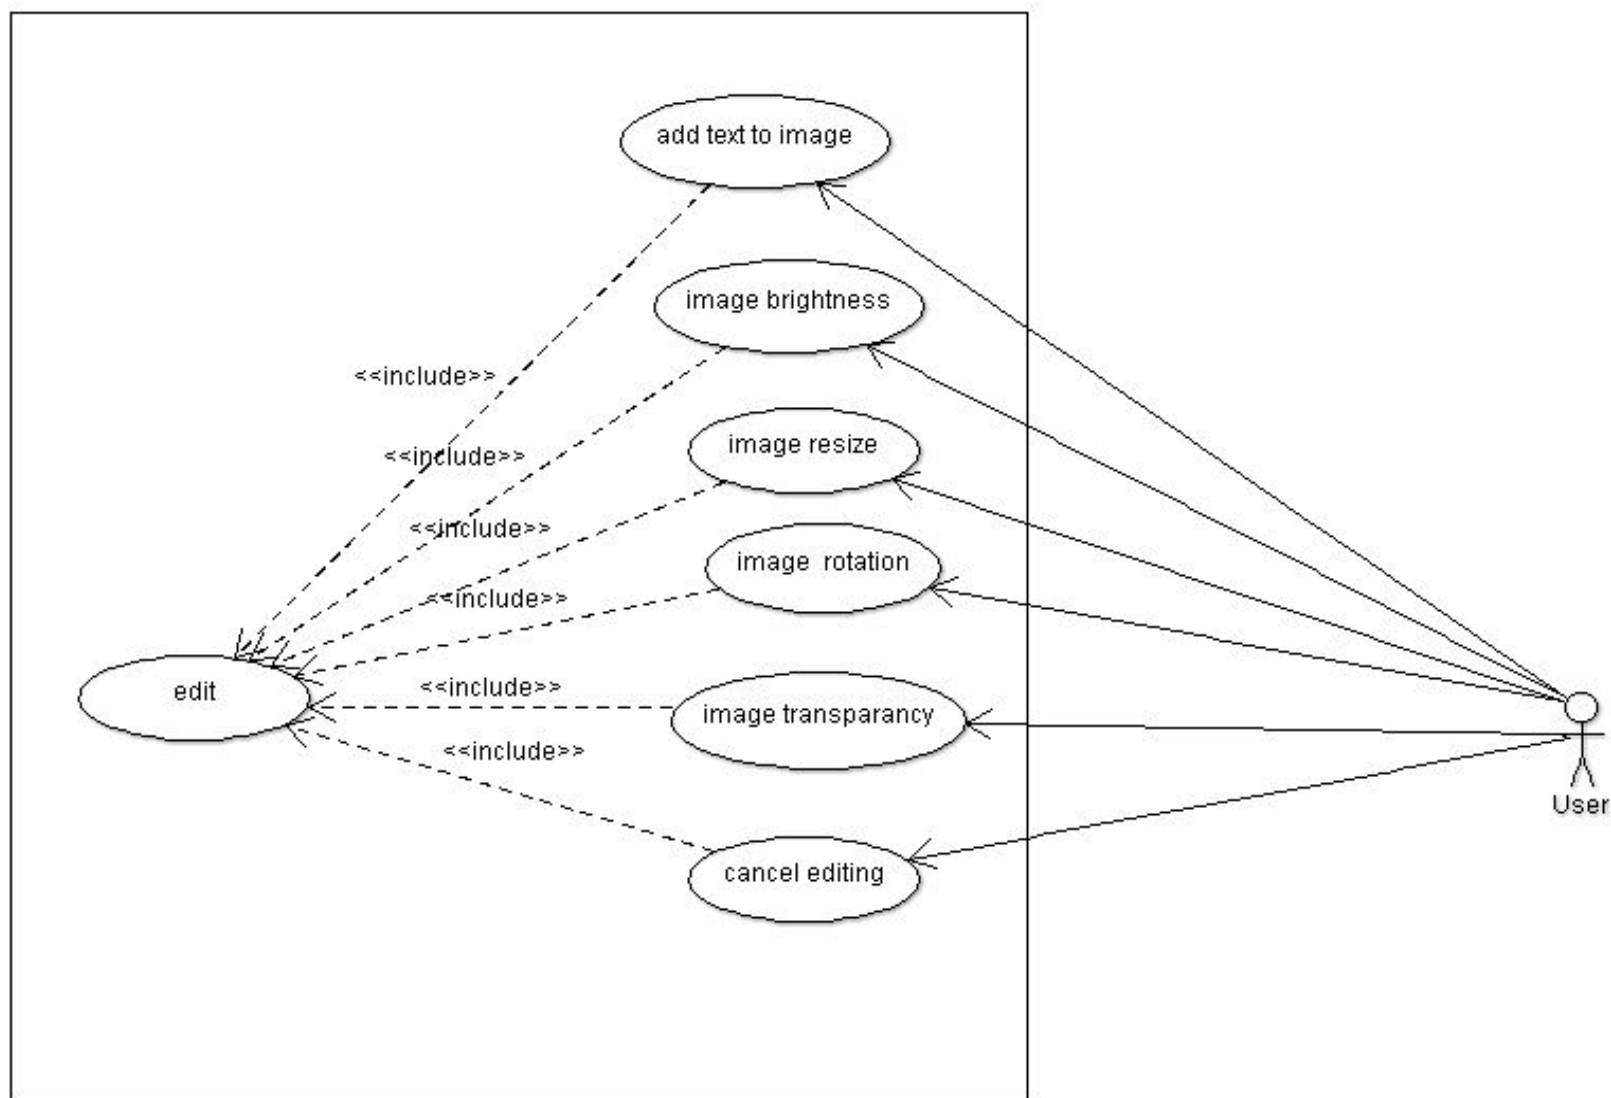 add text to image
image brightness
<<include>>
image resize
<<include>>
<<include>>
image  rotation
<<include>>
edit
<<include>>
image transparancy
<<include>>
User
cancel editing